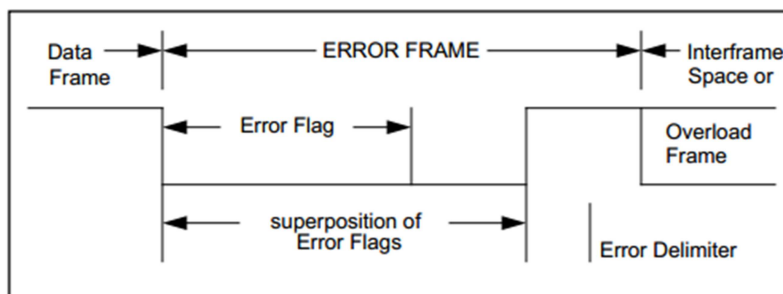 Data Frame
ERROR FRAME
Interframe Space or
Error Flag
Overload Frame
superposition of Error Flags
Error Delimiter